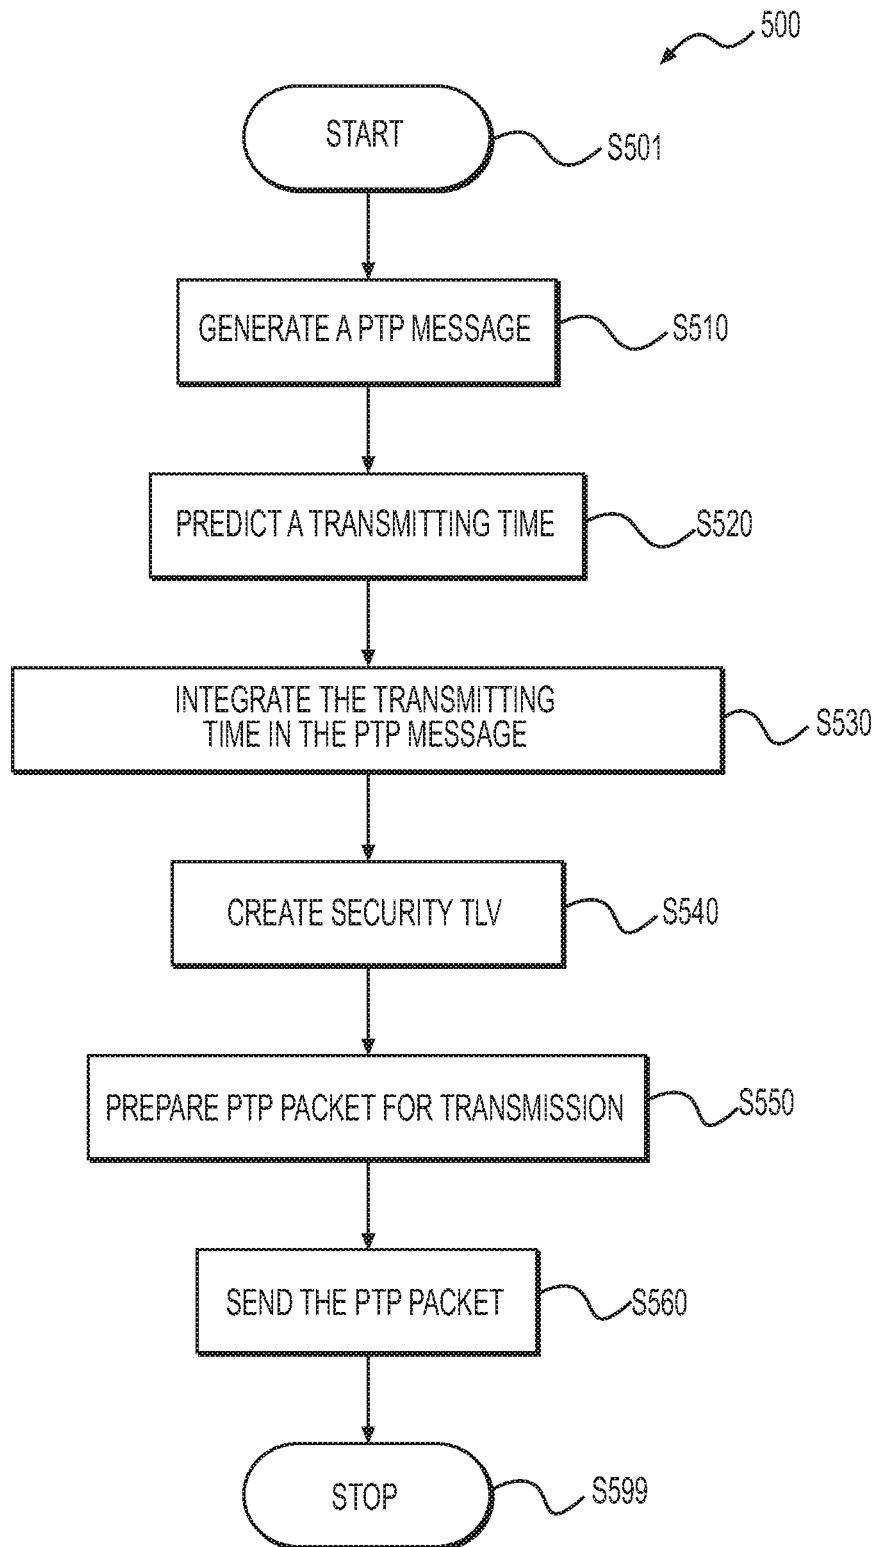 500
START
S501
GENERATE A PTP MESSAGE
S510
PREDICT A TRANSMITTING TIME
S520
INTEGRATE THE TRANSMITTING
TIME IN THE PTP MESSAGE
S530
CREATE SECURITY TLV
S540
PREPARE PTP PACKET FOR TRANSMISSION
S550
SEND THE PTP PACKET
S560
STOP
S599